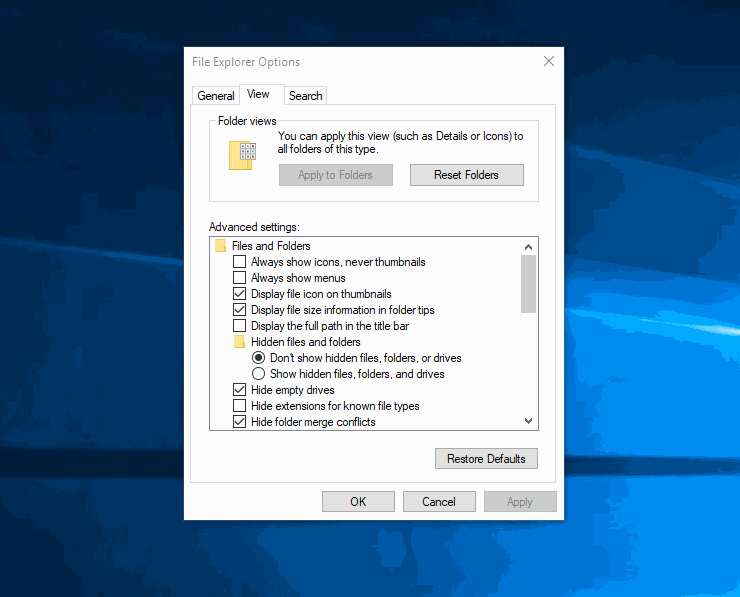 File Explorer Options
General View Search
Folder views
You can apply this view (such as Details or Icons) to
all folders of this type.
Apply to Folders Reset Folders
Advanced settings:
Files and Folders
Always show icons, never thumbnails
Always show menus
Display file icon on thumbnails
Display file size information in folder tips
Display the full path in the title bar
Hidden files and folders
Don't show hidden files, folders, or drives
Show hidden files, folders, and drives
Hide empty drives
Hide extensions for known file types
Hide folder merge conflicts
Restore Defaults
OK Cancel Apply